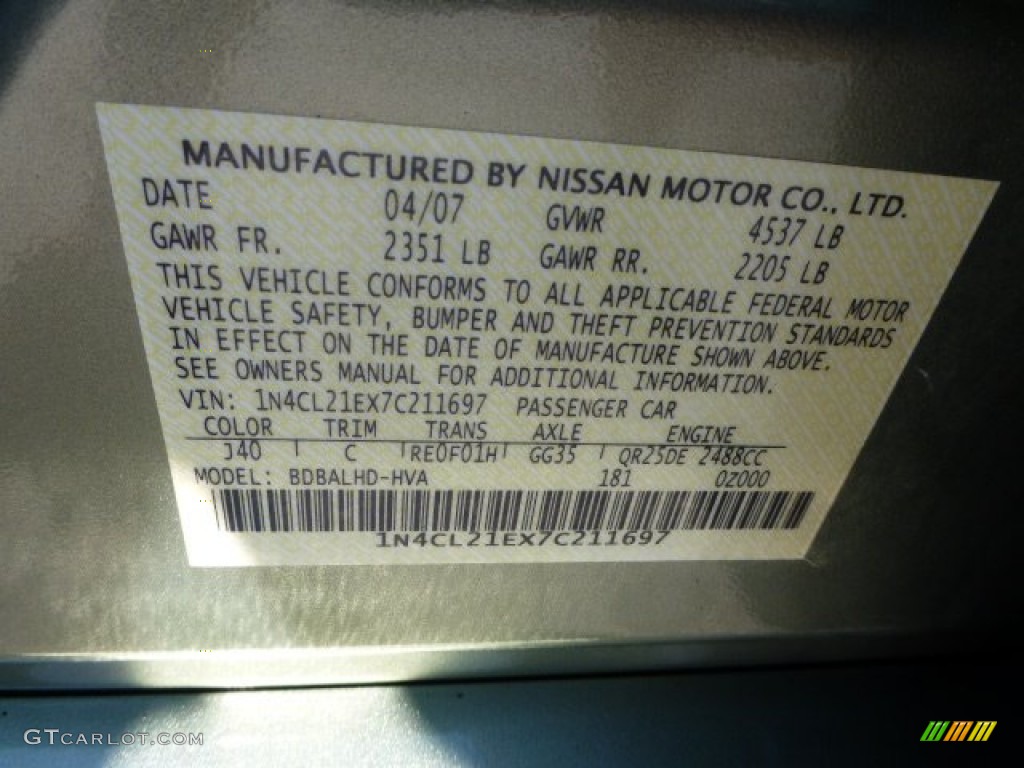 MANUFACTURED BY NISSAN MOTOR CO., LTD.
DATE 04/07 GVWR 4537 LB
GAWR FR. 2351 LB GAWR RR. 2205 LB
THIS VEHICLE CONFORMS TO ALL APPLICABLE FEDERAL MOTOR
VEHICLE SAFETY, BUMPER AND THEFT PREVENTION STANDARDS
IN EFFECT ON THE DATE OF MANUFACTURE SHOWN ABOVE.
SEE OWNERS MANUAL FOR ADDITIONAL INFORMATION.
VIN: 1N4CL21EX7C211697 PASSENGER CAR
COLOR TRIM TRANS AXLE ENGINE
J40 C RE0F01H GG35 QR25DE 2488CC
MODEL: BDBALHD-HVA 181 0Z000
1N4CL21EX7C211697
GTCARLOT.COM